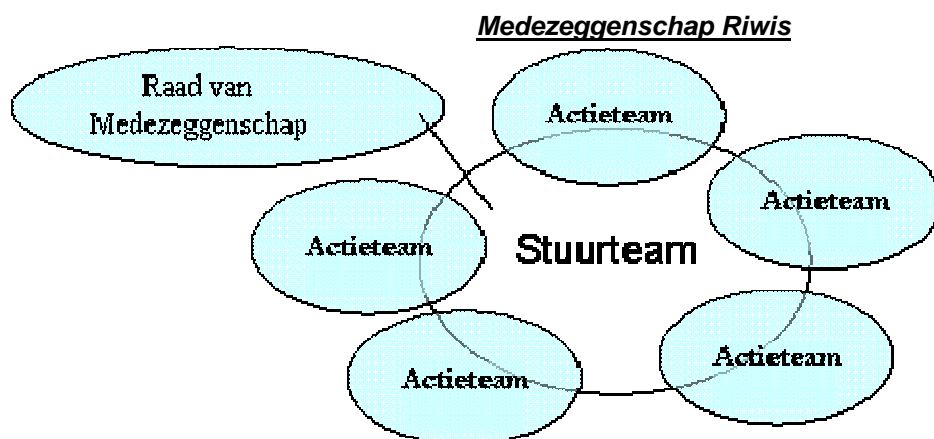 Medezeggenschap Riwis
Raad van
Medezeggenschap
Actieteam
Actieteam
Actieteam
Stuurteam
Actieteam
Actieteam